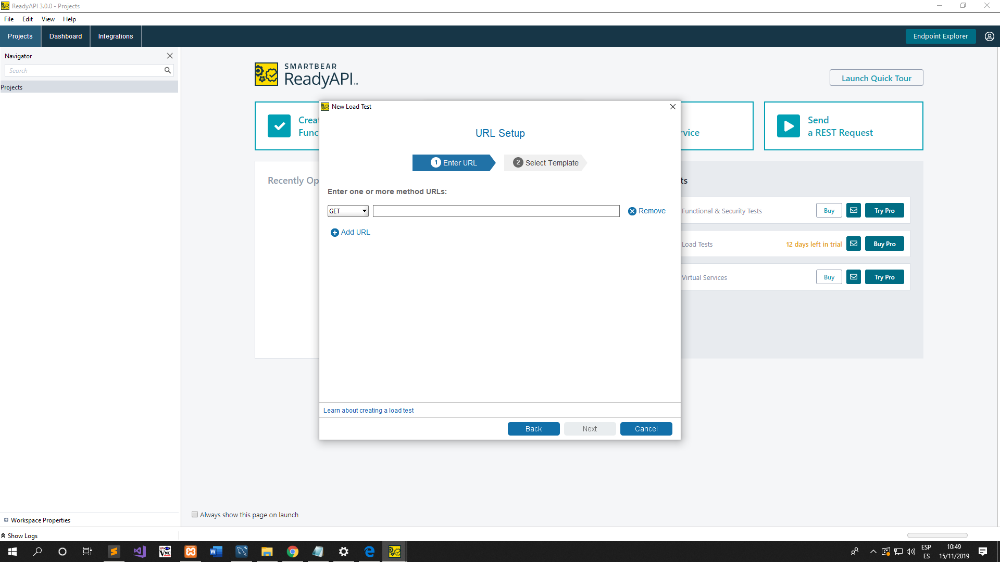 ReadyAPI 3.0.0 - Projects
File Edit View Help
Projects Dashboard Integrations Endpoint Explorer
Navigator
Search
Projects
SMARTBEAR
ReadyAPI™
Launch Quick Tour
Crea
Func
rvice
Send
a REST Request
New Load Test
URL Setup
1 Enter URL 2 Select Template
Enter one or more method URLs:
GET Remove
Add URL
Learn about creating a load test
Back Next Cancel
Recently Op
ts
Functional & Security Tests Buy Try Pro
Load Tests 12 days left in trial Buy Pro
Virtual Services Buy Try Pro
Always show this page on launch
Workspace Properties
Show Logs
ESP
ES
10:49
15/11/2019